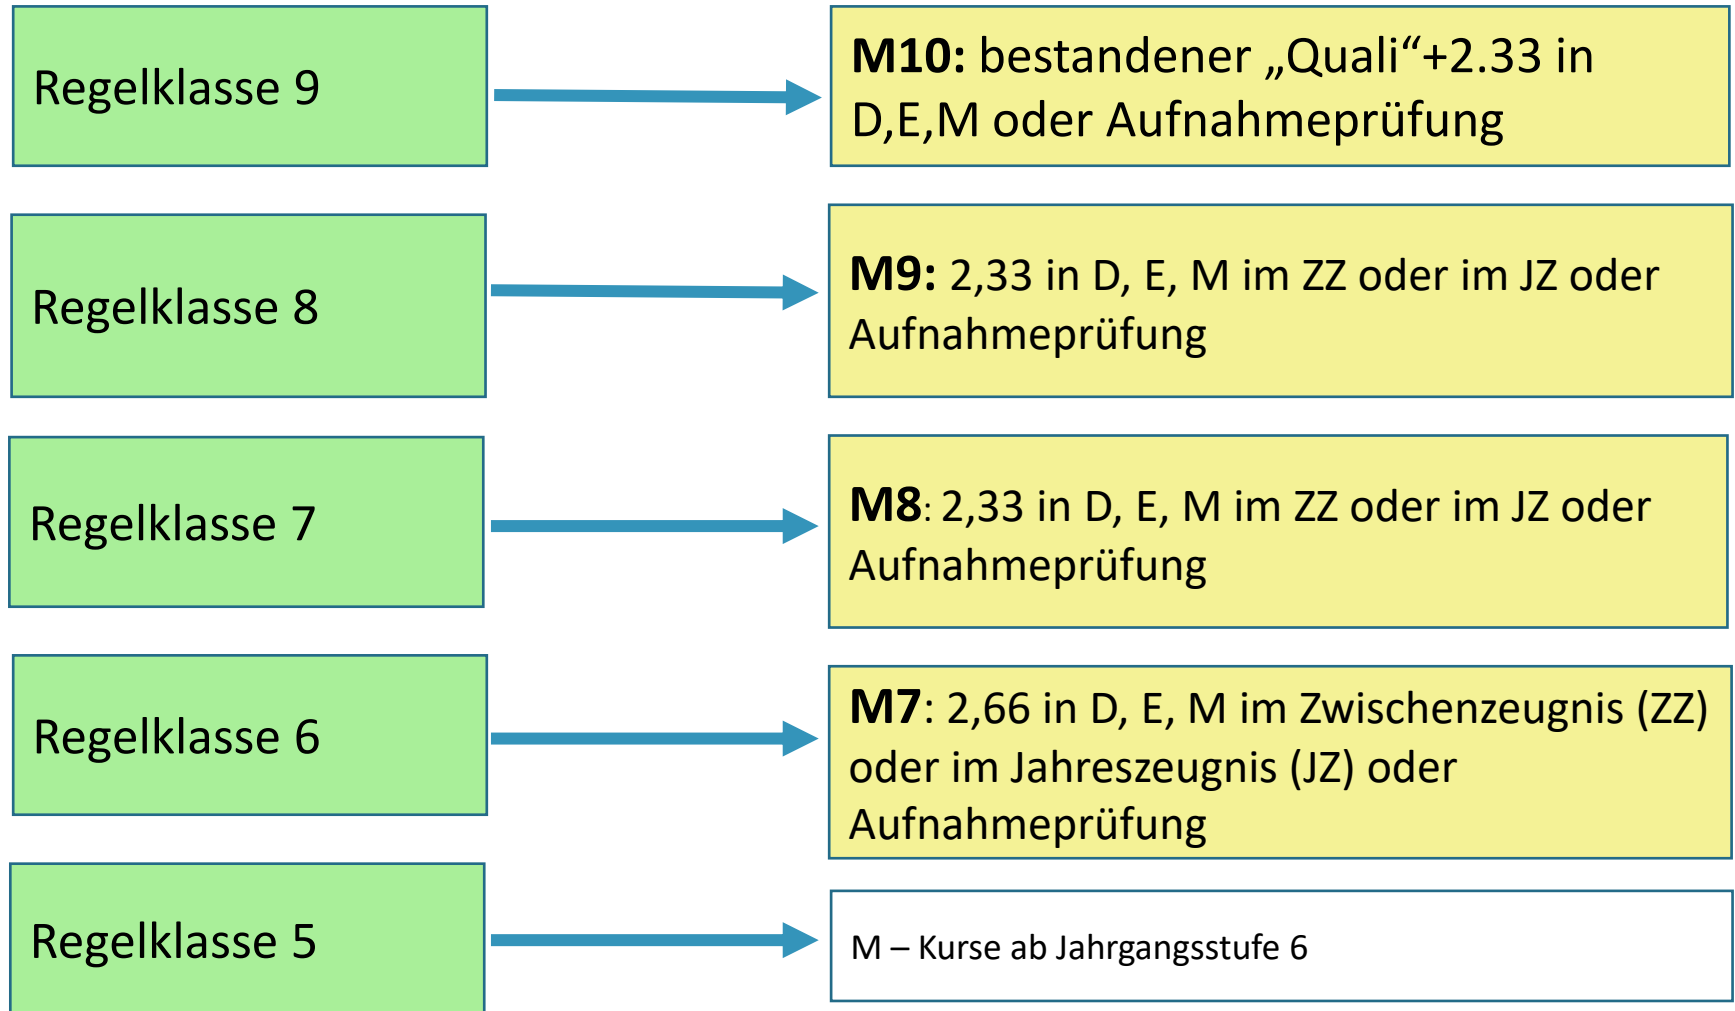 Regelklasse 9
M10: bestandener „Quali“+2.33 in
D,E,M oder Aufnahmeprüfung
Regelklasse 8
M9: 2,33 in D, E, M im ZZ oder im JZ oder
Aufnahmeprüfung
Regelklasse 7
M8: 2,33 in D, E, M im ZZ oder im JZ oder
Aufnahmeprüfung
Regelklasse 6
M7: 2,66 in D, E, M im Zwischenzeugnis (ZZ)
oder im Jahreszeugnis (JZ) oder
Aufnahmeprüfung
Regelklasse 5
M – Kurse ab Jahrgangsstufe 6